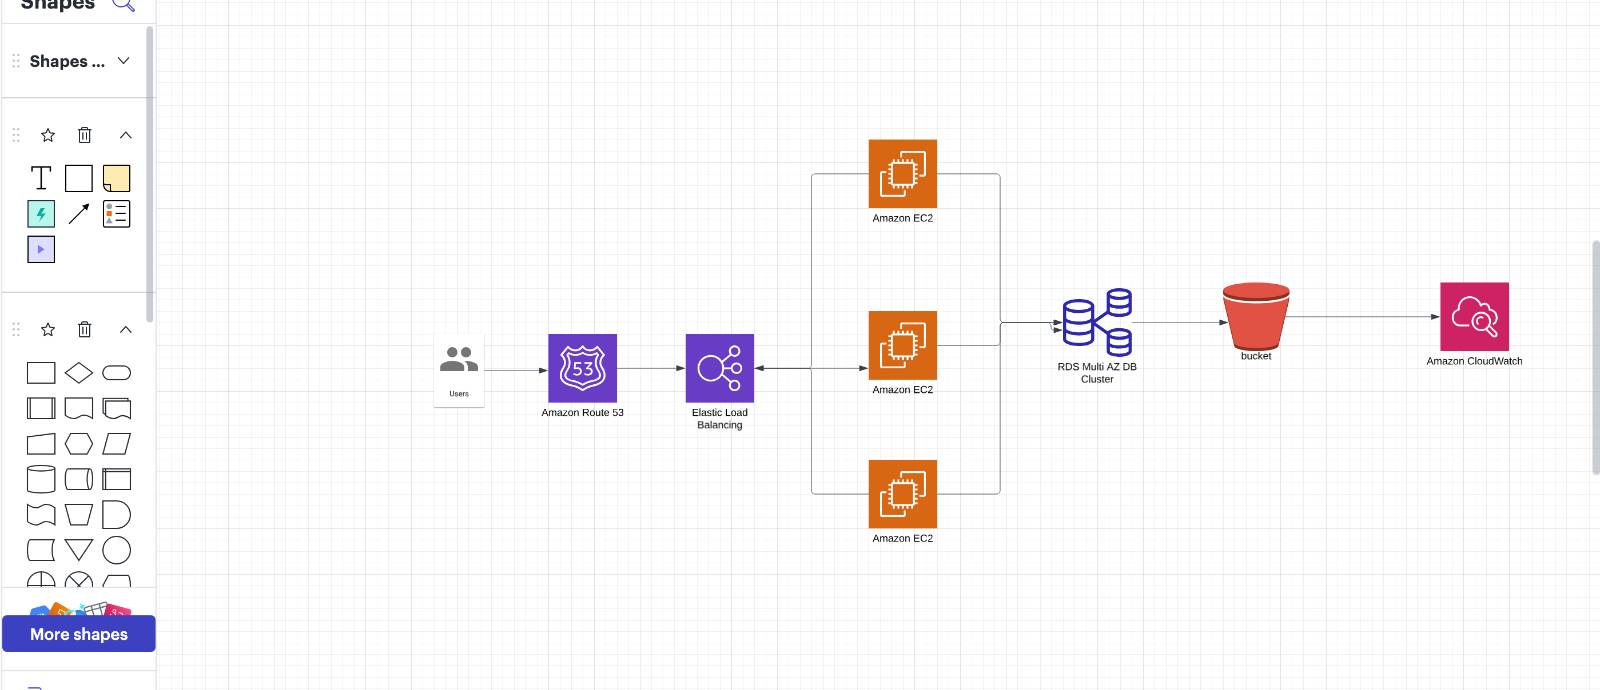 Shapes
Shapes ...
T
More shapes
Users
53
Amazon Route 53
Elastic Load
Balancing
Amazon EC2
Amazon EC2
Amazon EC2
RDS Multi AZ DB
Cluster
bucket
Amazon CloudWatch